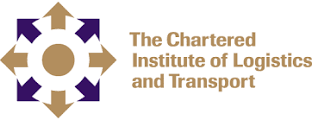 The Chartered
Institute of Logistics
and Transport